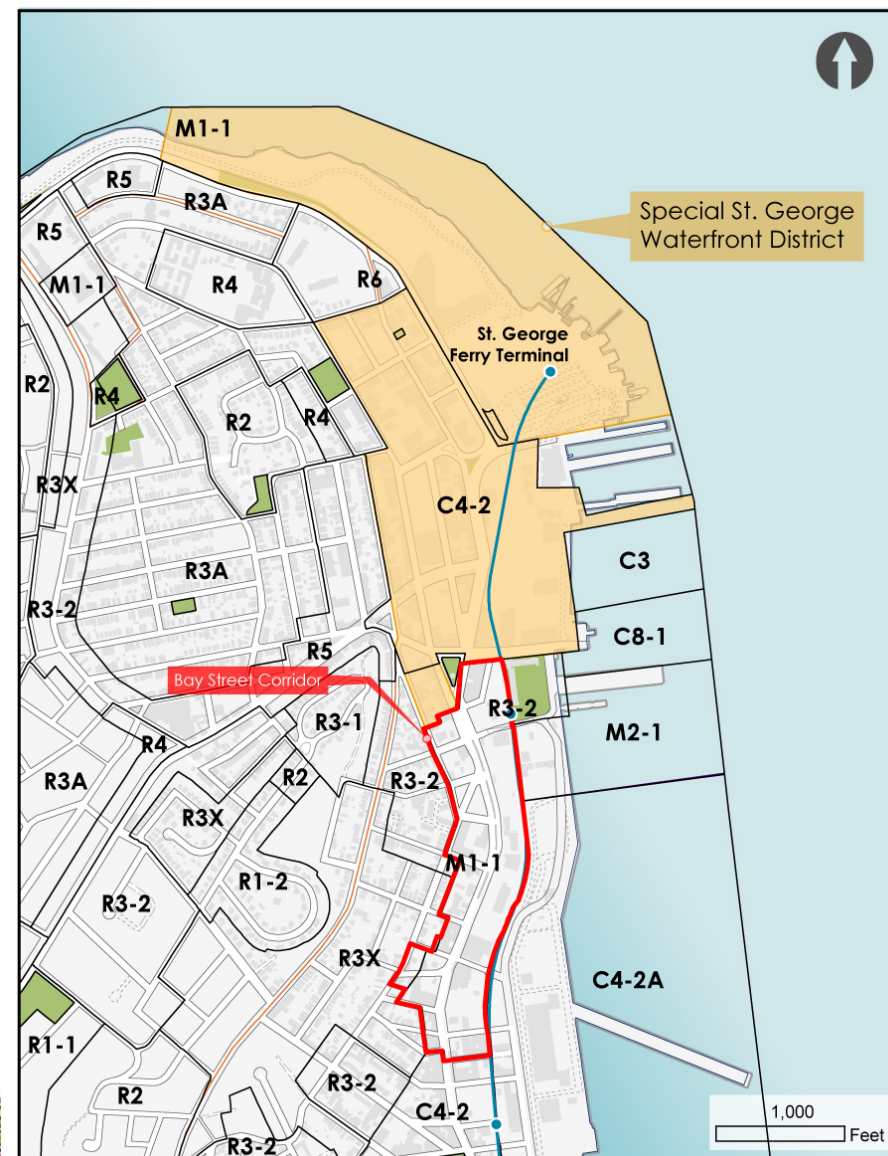 M1-1
R5
R3A
Special St. George
Waterfront District
R5
M1-1
R4
R6
St. George
Ferry Terminal
R2
R4
R2
R4
R3X
C4-2
C3
R3A
R3-2
C8-1
R5
Bay Street Corridor
R3-1
R3-2
M2-1
R4
R3A
R2
R3-2
R3X
M1-1
R1-2
R3-2
R3X
C4-2A
R1-1
R3-2
R2
C4-2
1,000
Feet
R3-2